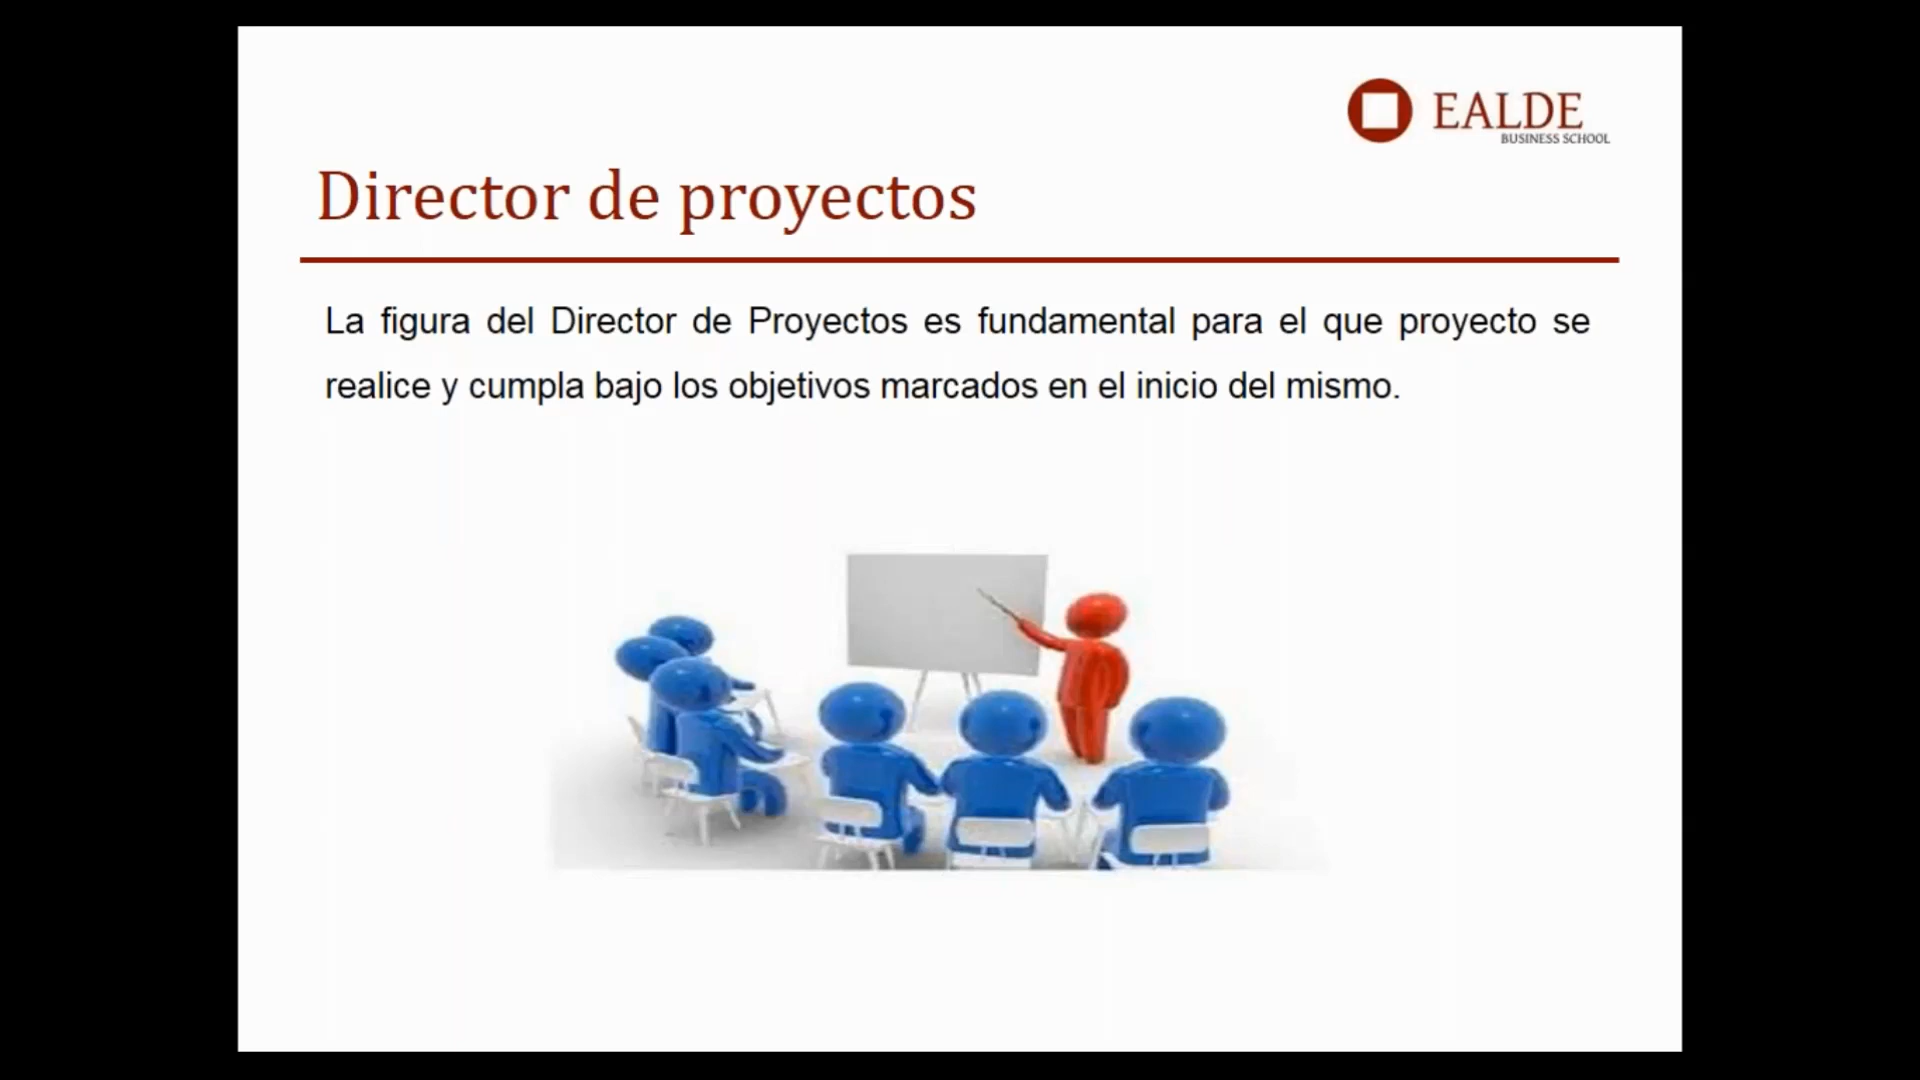 EALDE
BUSINESS SCHOOL
Director de proyectos
La figura del Director de Proyectos es fundamental para el que proyecto se
realice y cumpla bajo los objetivos marcados en el inicio del mismo.